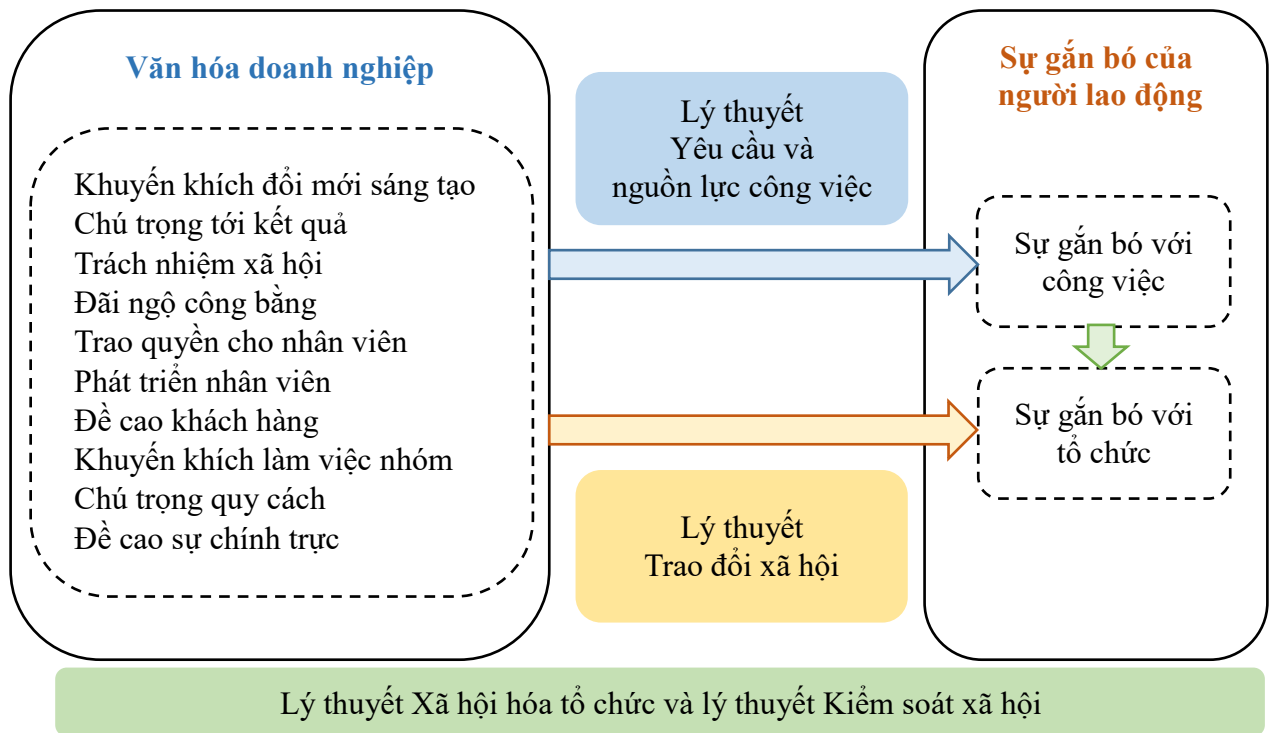 Văn hóa doanh nghiệp
Khuyến khích đổi mới sáng tạo
Chú trọng tới kết quả
Trách nhiệm xã hội
Đãi ngộ công bằng
Trao quyền cho nhân viên
Phát triển nhân viên
Đề cao khách hàng
Khuyến khích làm việc nhóm
Chú trọng quy cách
Đề cao sự chính trực
Lý thuyết
Yêu cầu và
nguồn lực công việc
Lý thuyết
Trao đổi xã hội
Sự gắn bó của
người lao động
Sự gắn bó với
công việc
Sự gắn bó với
tổ chức
Lý thuyết Xã hội hóa tổ chức và lý thuyết Kiểm soát xã hội